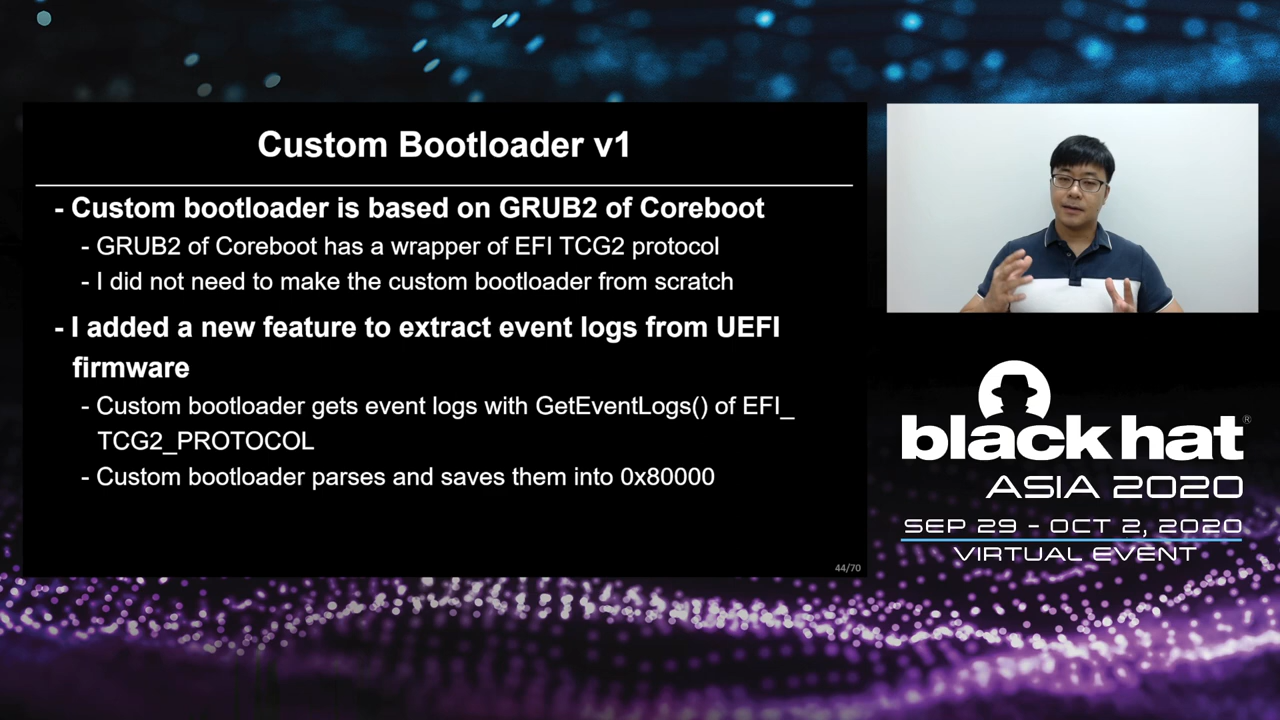 Custom Bootloader v1
- Custom bootloader is based on GRUB2 of Coreboot
- GRUB2 of Coreboot has a wrapper of EFI TCG2 protocol
- I did not need to make the custom bootloader from scratch
- I added a new feature to extract event logs from UEFI
firmware
- Custom bootloader gets event logs with GetEventLogs() of EFI_
TCG2_PROTOCOL
- Custom bootloader parses and saves them into 0x80000
44/70
black hat®
ASIA 2020
SEP 29 - OCT 2, 2020
VIRTUAL EVENT